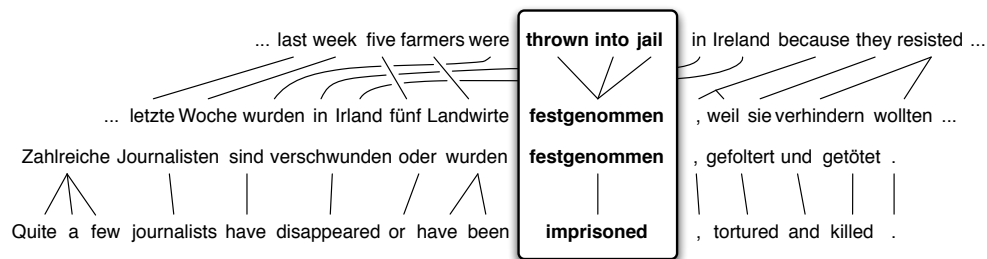 ... last week five farmers were thrown into jail in Ireland because they resisted ...
... letzte Woche wurden in Irland fünf Landwirte festgenommen , weil sie verhindern wollten ...
Zahlreiche Journalisten sind verschwunden oder wurden festgenommen , gefoltert und getötet .
Quite a few journalists have disappeared or have been imprisoned , tortured and killed .